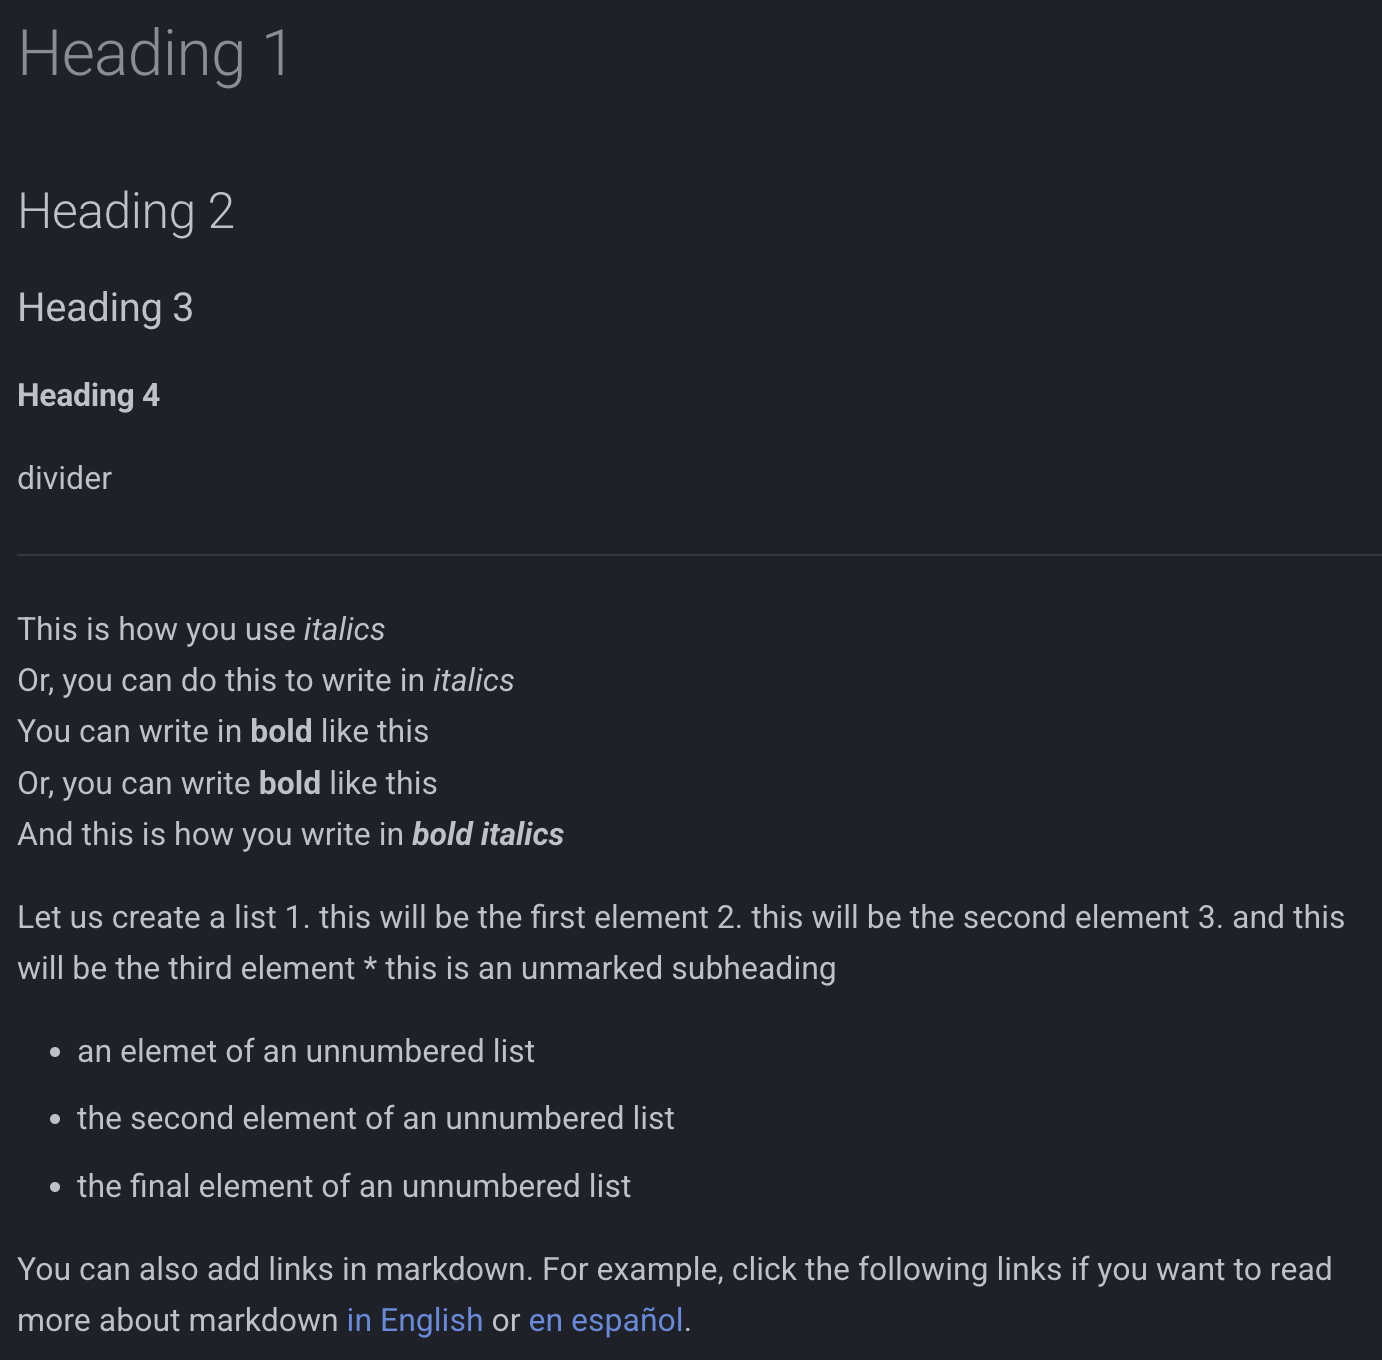 Heading 1
Heading 2
Heading 3
Heading 4
divider
This is how you use italics
Or, you can do this to write in italics
You can write in bold like this
Or, you can write bold like this
And this is how you write in bold italics
Let us create a list 1. this will be the first element 2. this will be the second element 3. and this
will be the third element * this is an unmarked subheading
• an elemet of an unnumbered list
• the second element of an unnumbered list
• the final element of an unnumbered list
You can also add links in markdown. For example, click the following links if you want to read
more about markdown in English or en español.